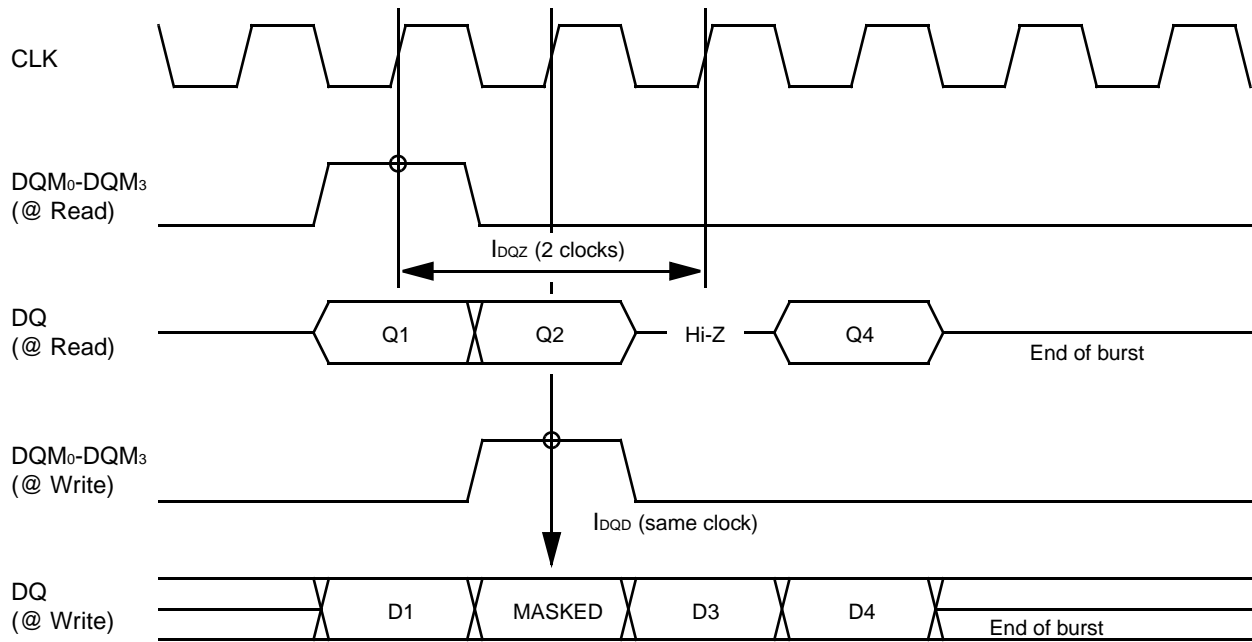 CLK
DQM0-DQM3
(@ Read)
IDQZ (2 clocks)
DQ
(@ Read)
Q1
Q2
Hi-Z
Q4
End of burst
DQM0-DQM3
(@ Write)
IDQD (same clock)
DQ
(@ Write)
D1
MASKED
D3
D4
End of burst